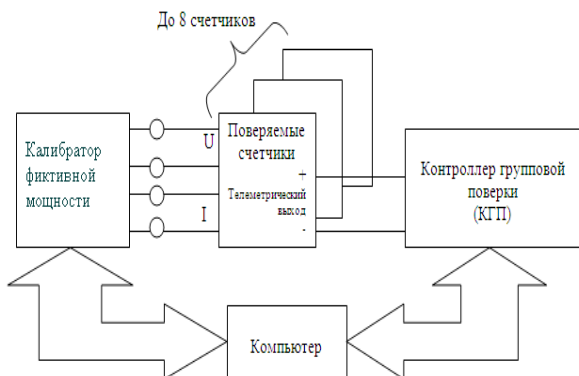 До 8 счетчиков
Калибратор
фиктивной
мощности
U
I
Поверяемые
счетчики
+
Телеметрический
выход
-
Контроллер групповой
поверки
(КГП)
Компьютер